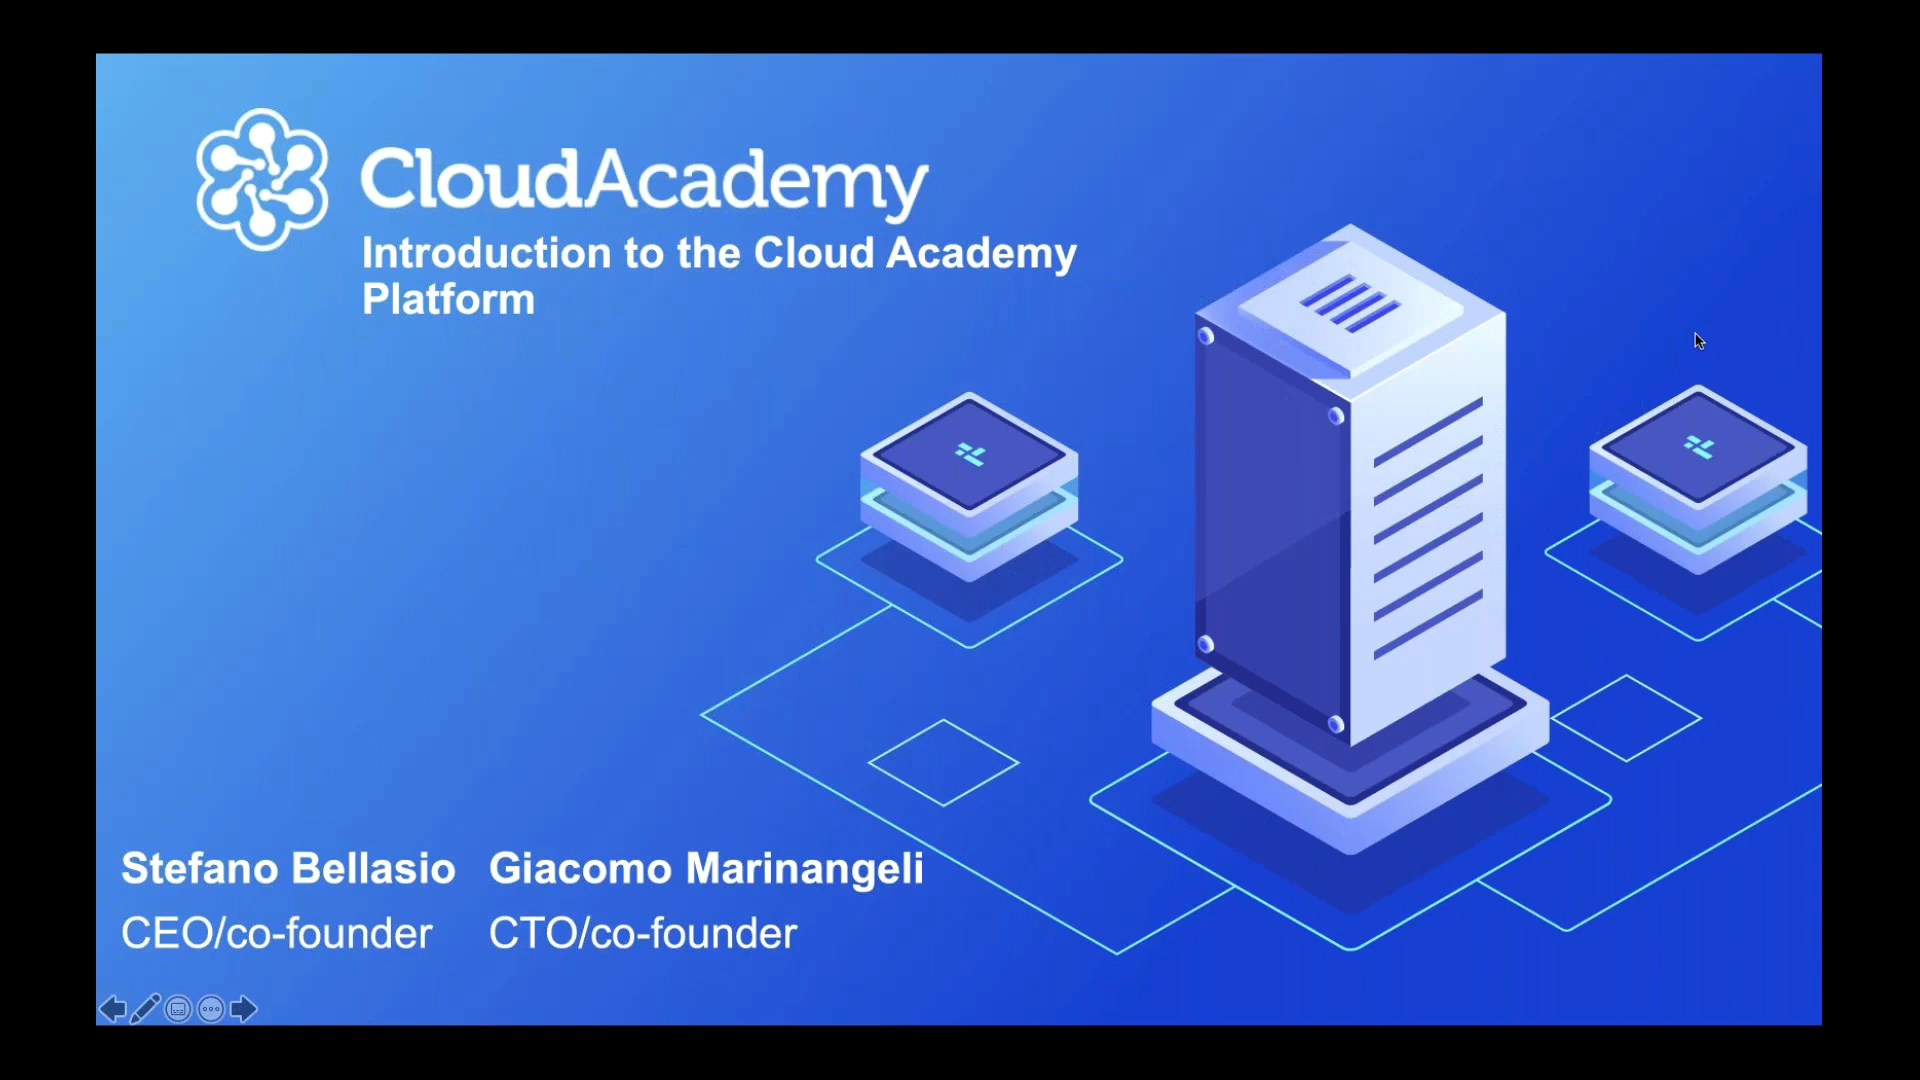 CloudAcademy
Introduction to the Cloud Academy
Platform
Stefano Bellasio Giacomo Marinangeli
CEO/co-founder CTO/co-founder